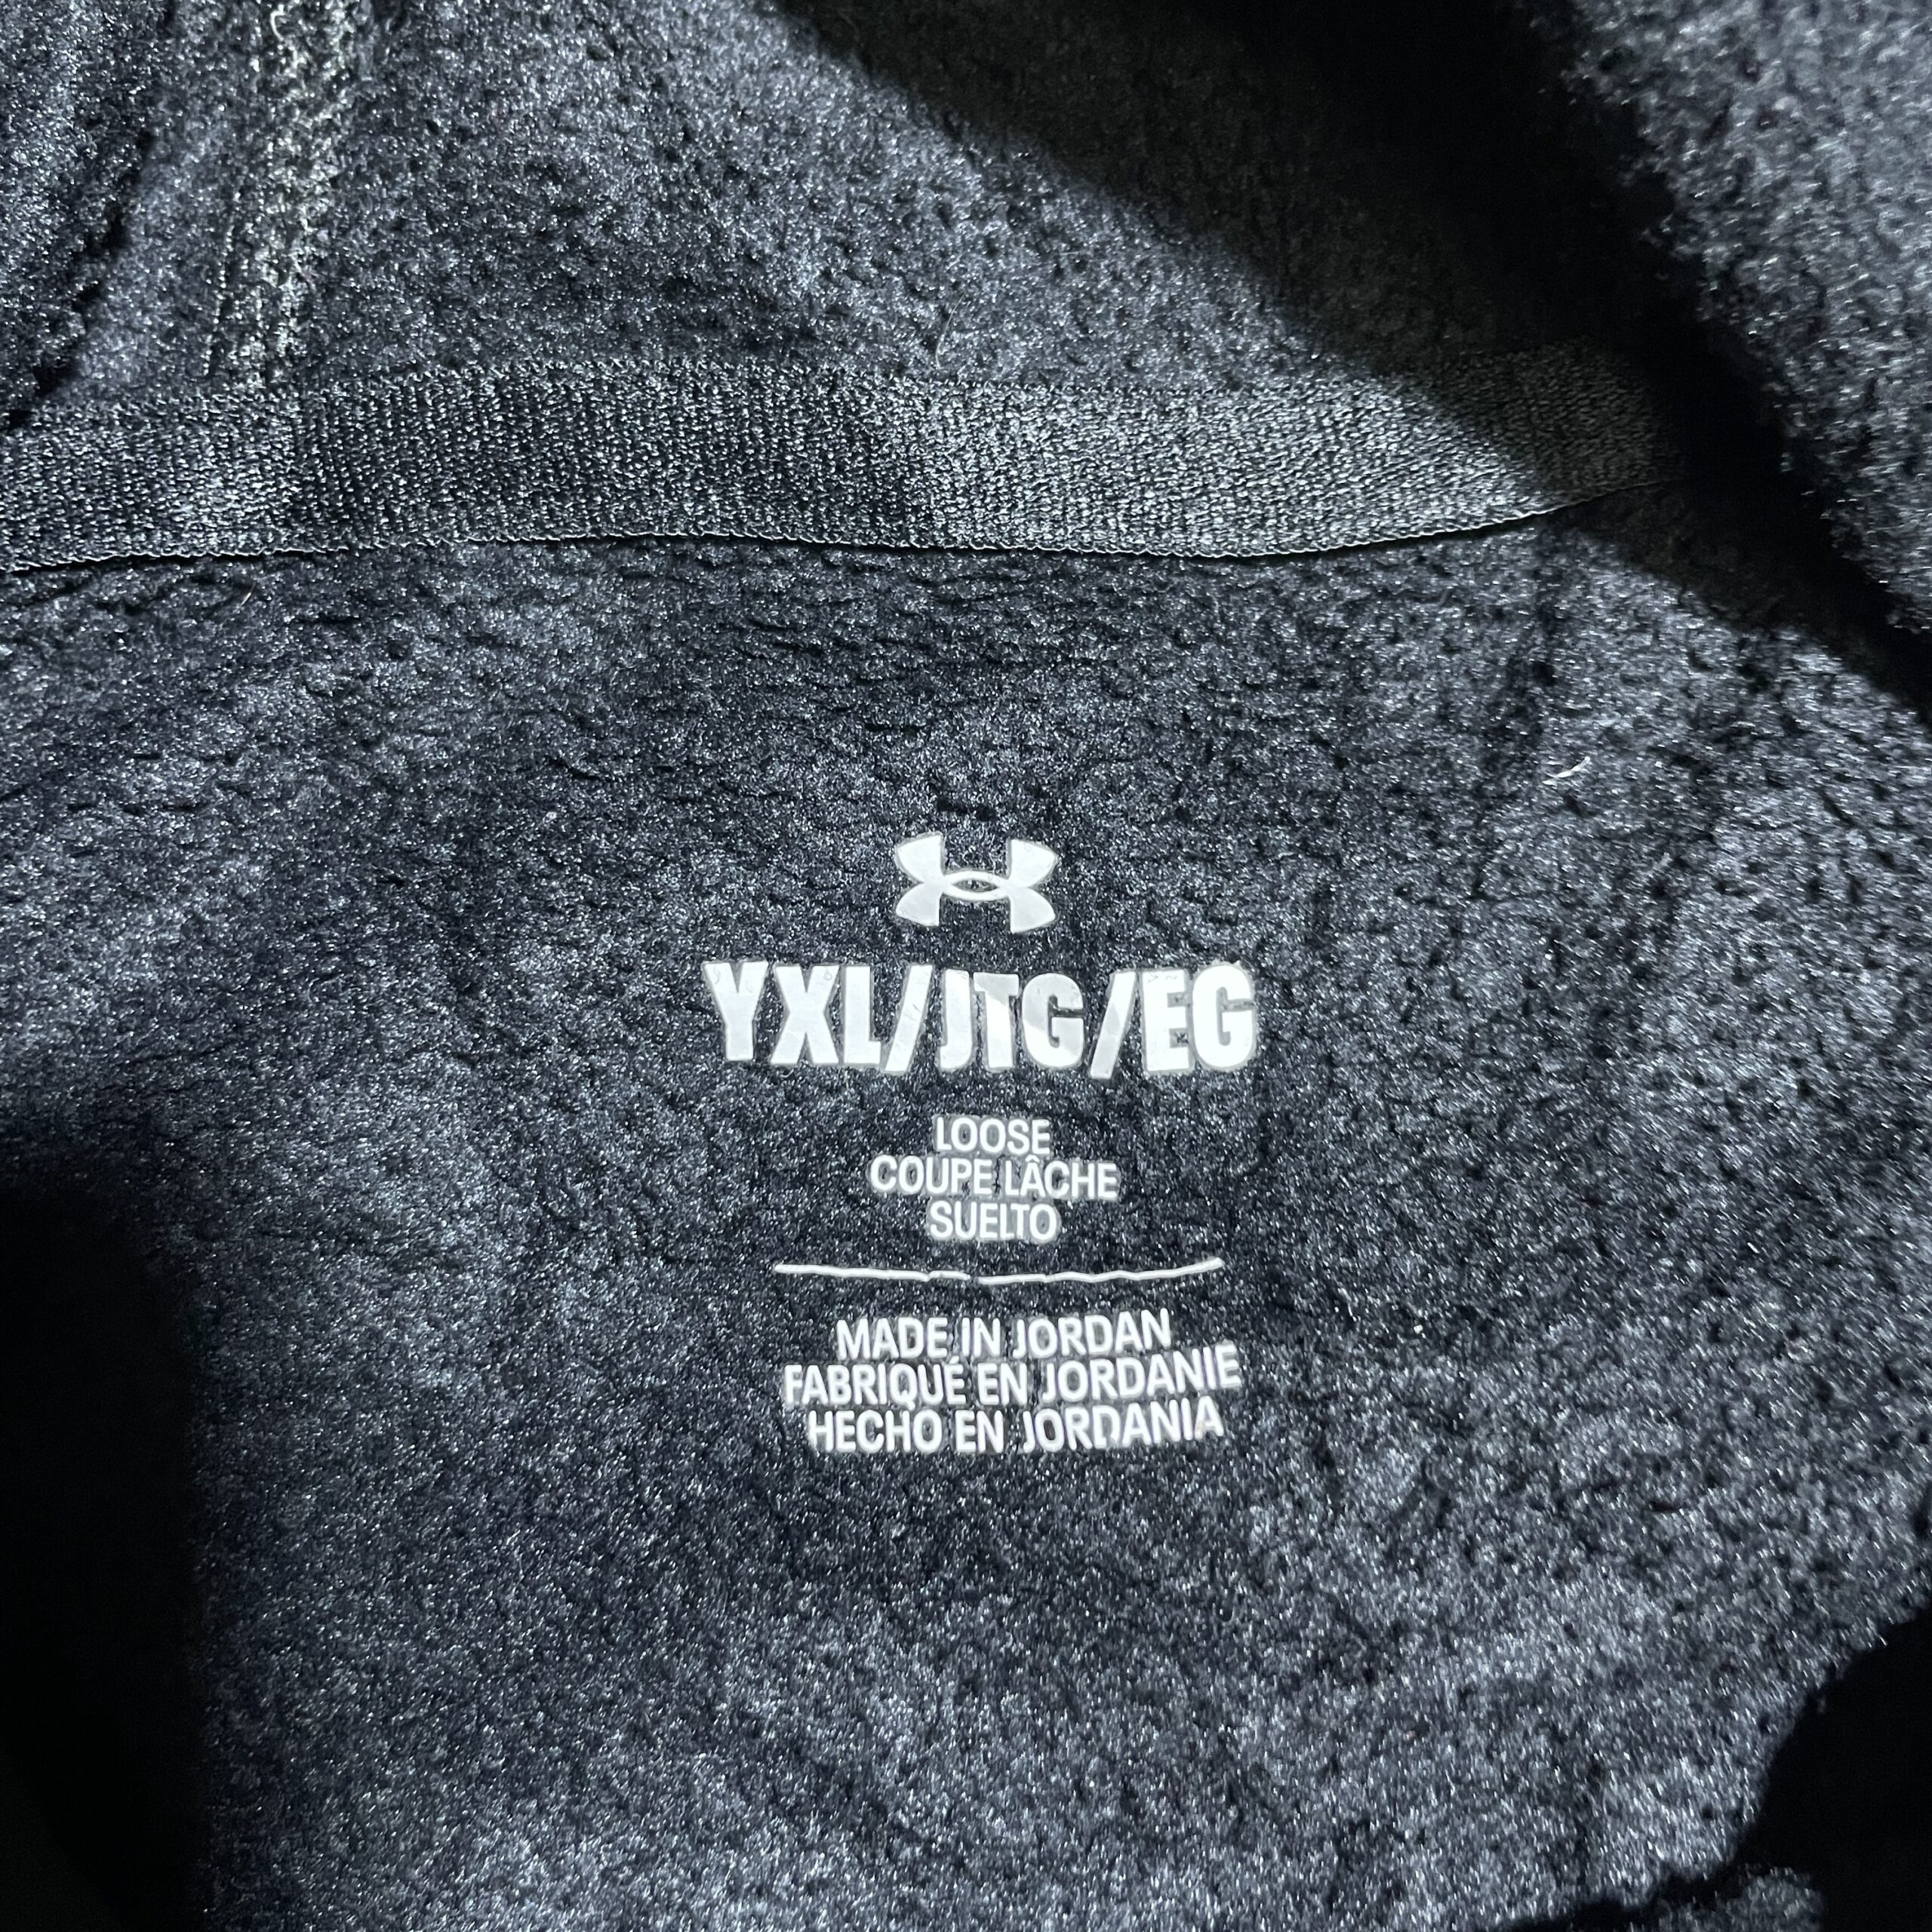 YXL/JTG/EG
LOOSE
COUPE LÂCHE
SUELTO
MADE IN JORDAN
FABRIQUÉ EN JORDANIE
HECHO EN JORDANIA